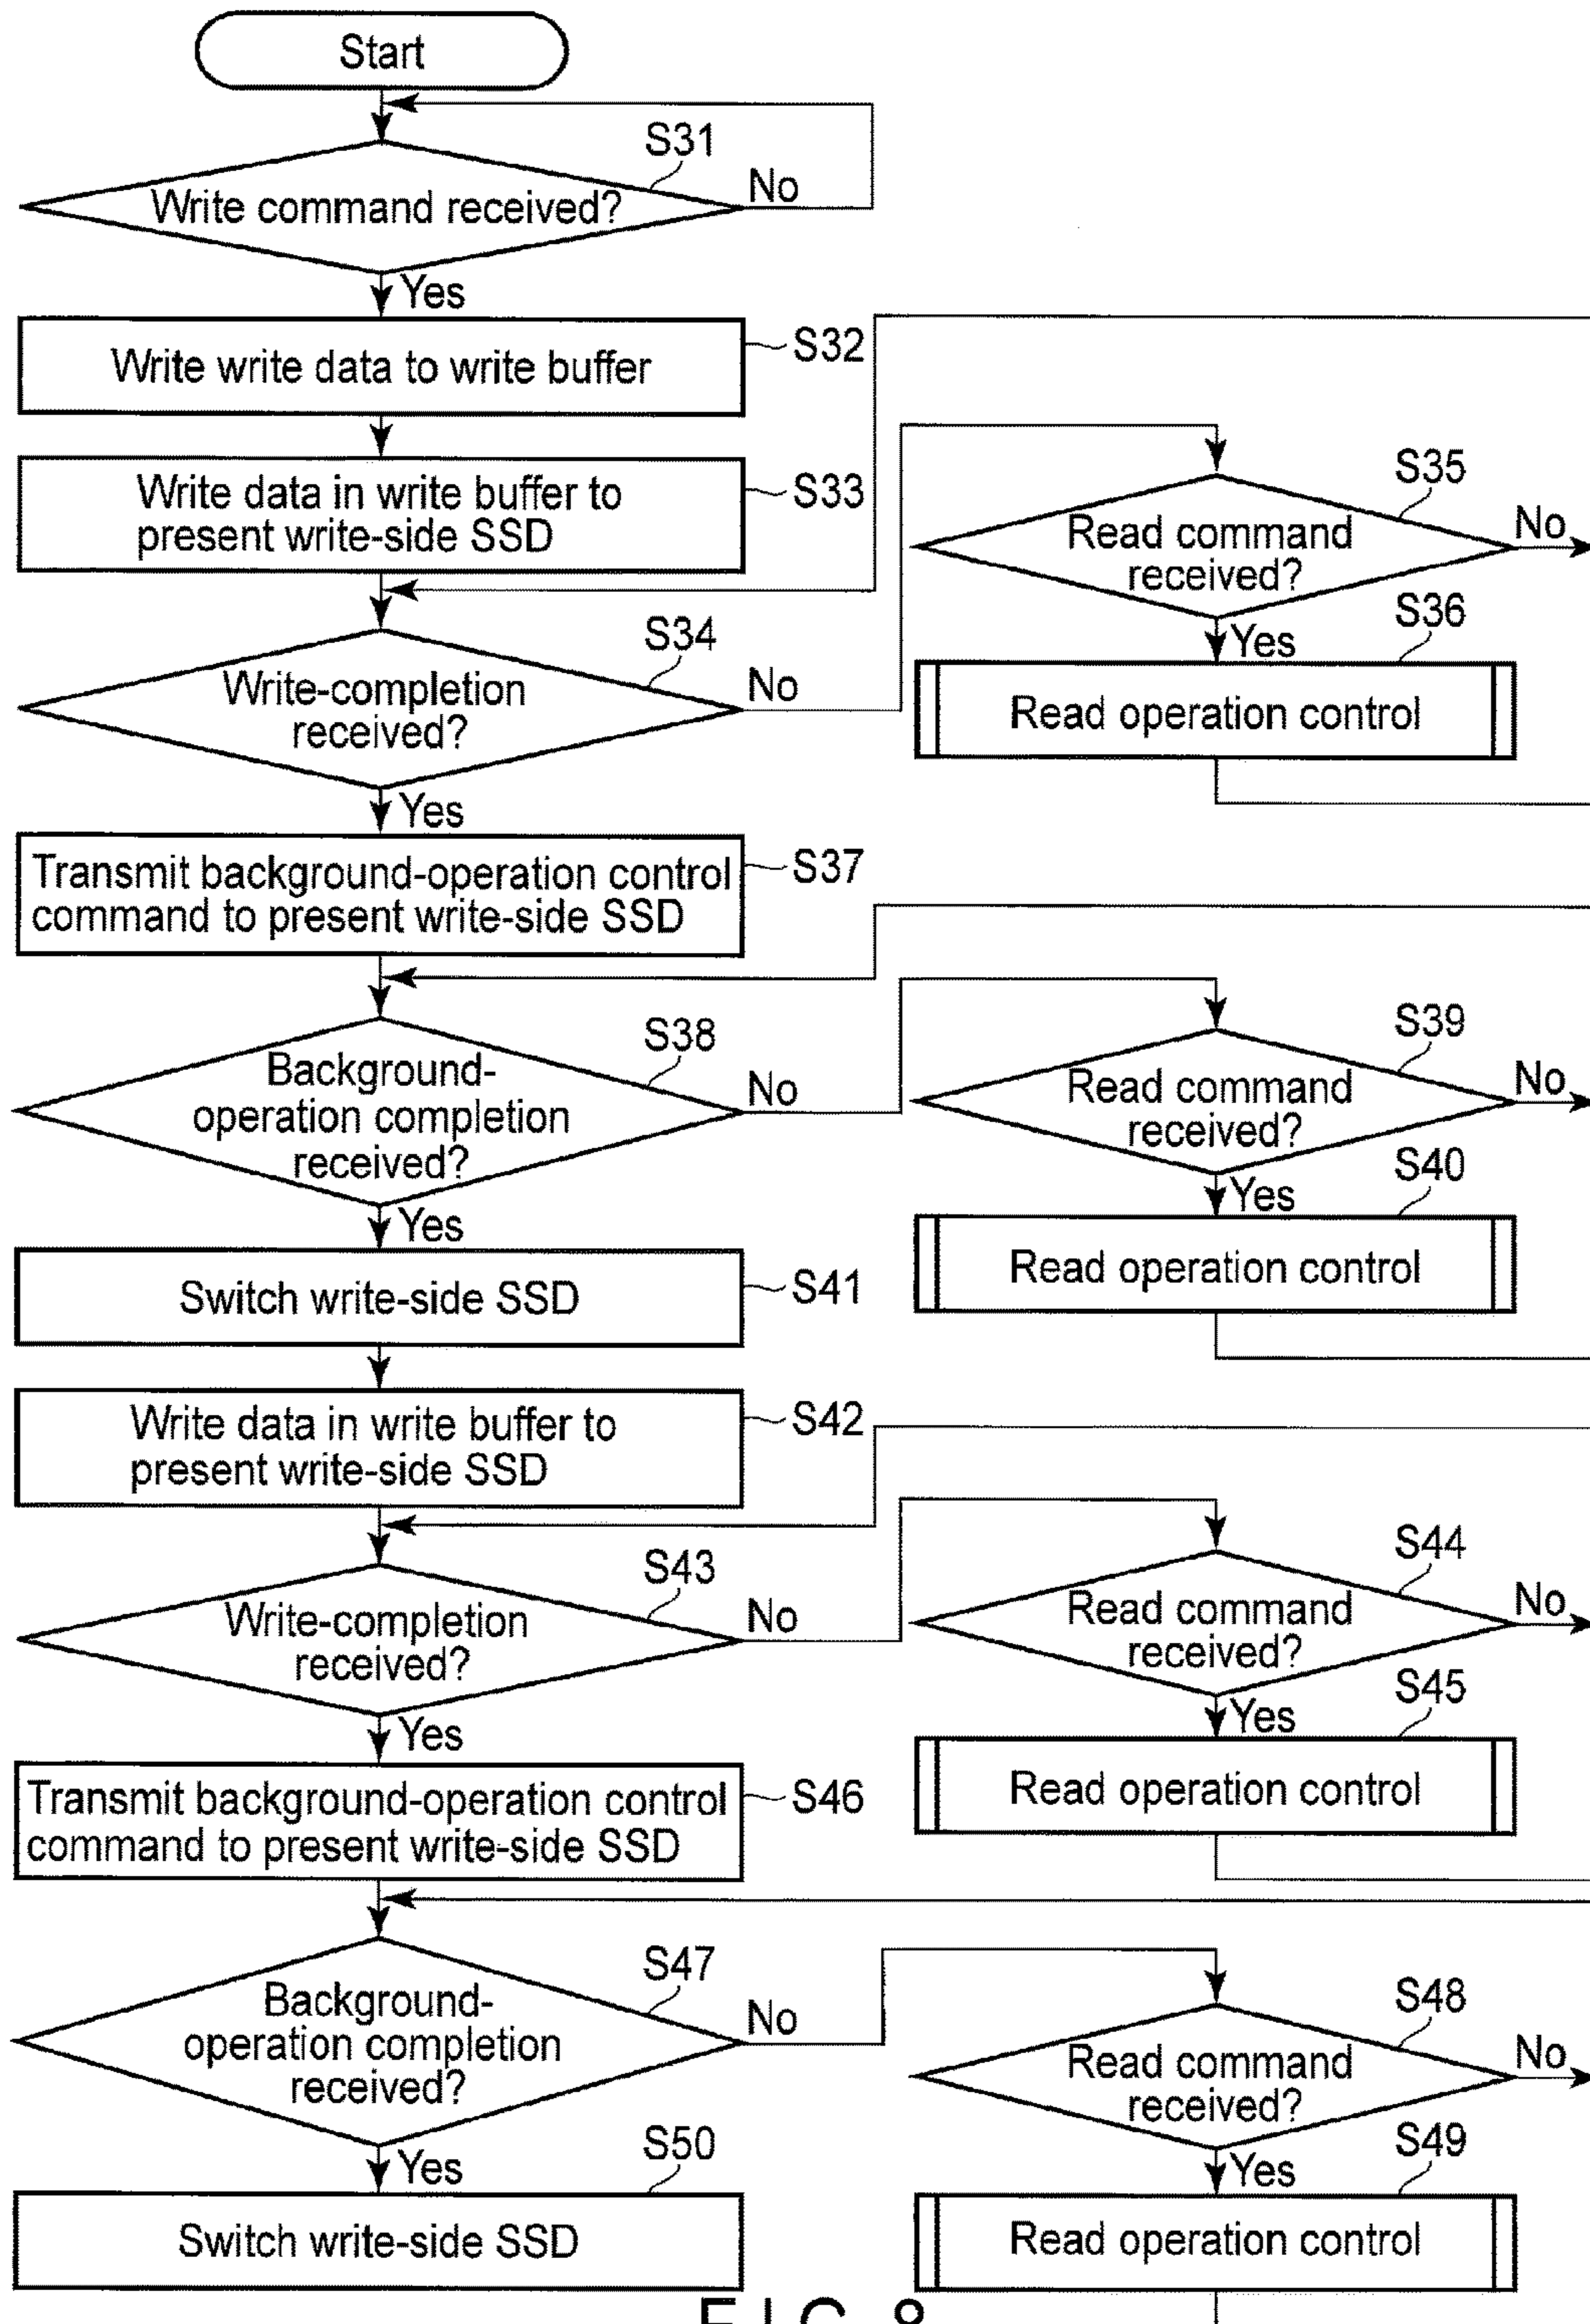 Start
S31
Write command received?
No
Yes
Write write data to write buffer
S32
Write data in write buffer to
present write-side SSD
S33
S34
Write-completion
received?
No
Yes
S35
Read command
received?
No
Yes
S36
Read operation control
Transmit background-operation control
command to present write-side SSD
S37
S38
Background-
operation completion
received?
No
Yes
S39
Read command
received?
No
Yes
S40
Read operation control
Switch write-side SSD
S41
Write data in write buffer to
present write-side SSD
S42
S43
Write-completion
received?
No
Yes
S44
Read command
received?
No
Yes
S45
Read operation control
Transmit background-operation control
command to present write-side SSD
S46
S47
Background-
operation completion
received?
No
Yes
S48
Read command
received?
No
Yes
S49
Read operation control
S50
Switch write-side SSD
FIG. 8